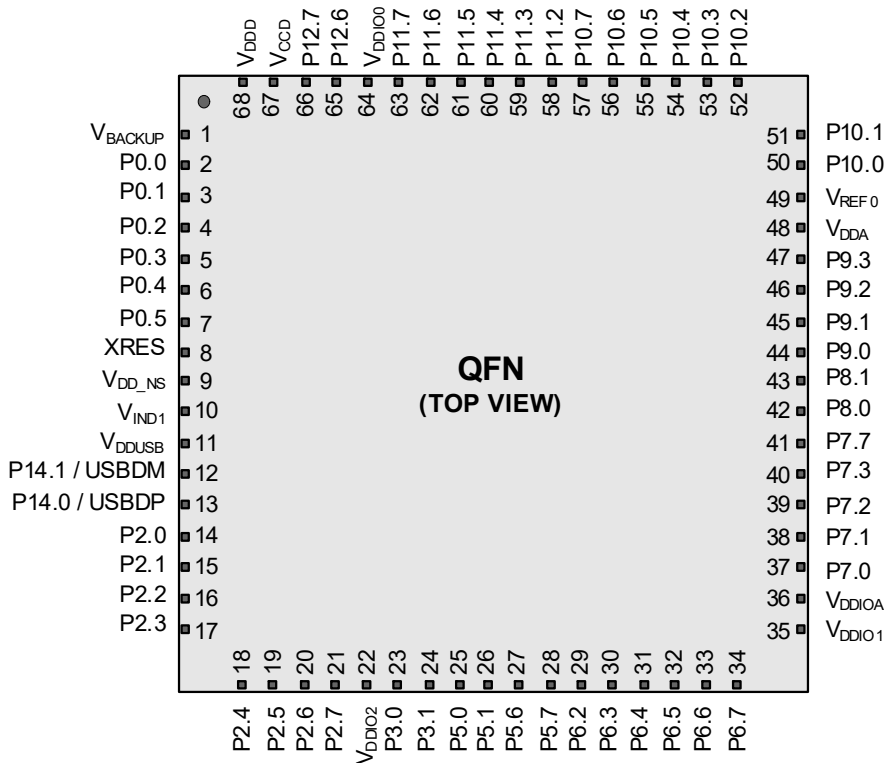 VDDD
VCCD
P12.7
P12.6
VDDIO0
P11.7
P11.6
P11.5
P11.4
P11.3
P11.2
P10.7
P10.6
P10.5
P10.4
P10.3
P10.2
68
67
66
65
64
63
62
61
60
59
58
57
56
55
54
53
52
VBACKUP 1
P0.0 2
P0.1 3
P0.2 4
P0.3 5
P0.4 6
P0.5 7
XRES 8
VDD_NS 9
VIND1 10
VDDUSB 11
P14.1 / USBDM 12
P14.0 / USBDP 13
P2.0 14
P2.1 15
P2.2 16
P2.3 17
QFN
(TOP VIEW)
51 P10.1
50 P10.0
49 VREF0
48 VDDA
47 P9.3
46 P9.2
45 P9.1
44 P9.0
43 P8.1
42 P8.0
41 P7.7
40 P7.3
39 P7.2
38 P7.1
37 P7.0
36 VDDIOA
35 VDDIO1
18
19
20
21
22
23
24
25
26
27
28
29
30
31
32
33
34
P2.4
P2.5
P2.6
P2.7
VDDIO2
P3.0
P3.1
P5.0
P5.1
P5.6
P5.7
P6.2
P6.3
P6.4
P6.5
P6.6
P6.7